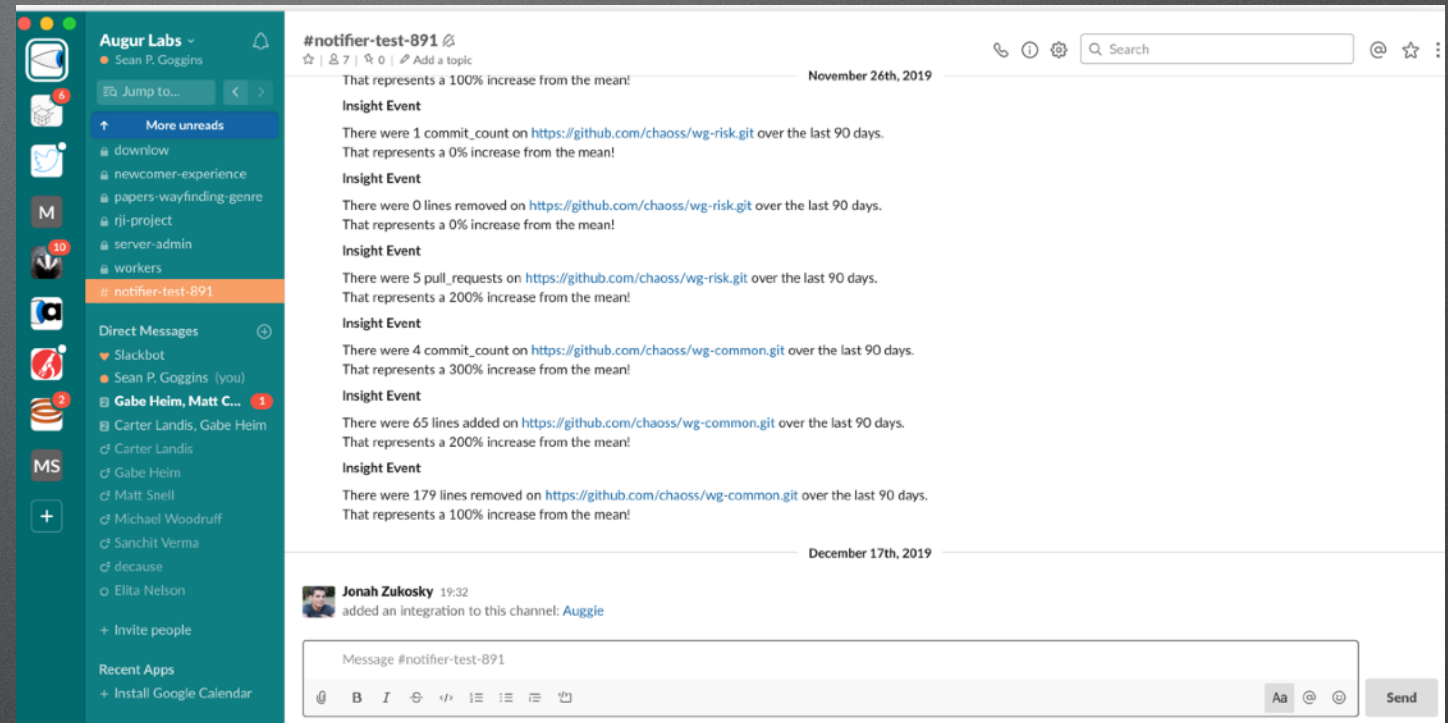 Augur Labs
Sean P. Goggins
Jump to...
More unreads
downlow
newcomer-experience
papers-wayfinding-genre
rji-project
server-admin
workers
# notifier-test-891
Direct Messages
Slackbot
Sean P. Goggins (you)
2 Gabe Heim, Matt C... 1
2 Carter Landis, Gabe Heim
Carter Landis
Gabe Heim
Matt Snell
Michael Woodruff
Sanchit Verma
decause
Elita Nelson
+ Invite people
Recent Apps
+ Install Google Calendar
6
M
10
a
2
MS
+
#notifier-test-891
7 | 0 | Add a topic
Search
November 26th, 2019
That represents a 100% increase from the mean!
Insight Event
There were 1 commit_count on https://github.com/chaoss/wg-risk.git over the last 90 days.
That represents a 0% increase from the mean!
Insight Event
There were 0 lines removed on https://github.com/chaoss/wg-risk.git over the last 90 days.
That represents a 0% increase from the mean!
Insight Event
There were 5 pull_requests on https://github.com/chaoss/wg-risk.git over the last 90 days.
That represents a 200% increase from the mean!
Insight Event
There were 4 commit_count on https://github.com/chaoss/wg-common.git over the last 90 days.
That represents a 300% increase from the mean!
Insight Event
There were 65 lines added on https://github.com/chaoss/wg-common.git over the last 90 days.
That represents a 200% increase from the mean!
Insight Event
There were 179 lines removed on https://github.com/chaoss/wg-common.git over the last 90 days.
That represents a 100% increase from the mean!
December 17th, 2019
Jonah Zukosky 19:32
added an integration to this channel: Auggie
Message #notifier-test-891
B I S </> Aa @ Send